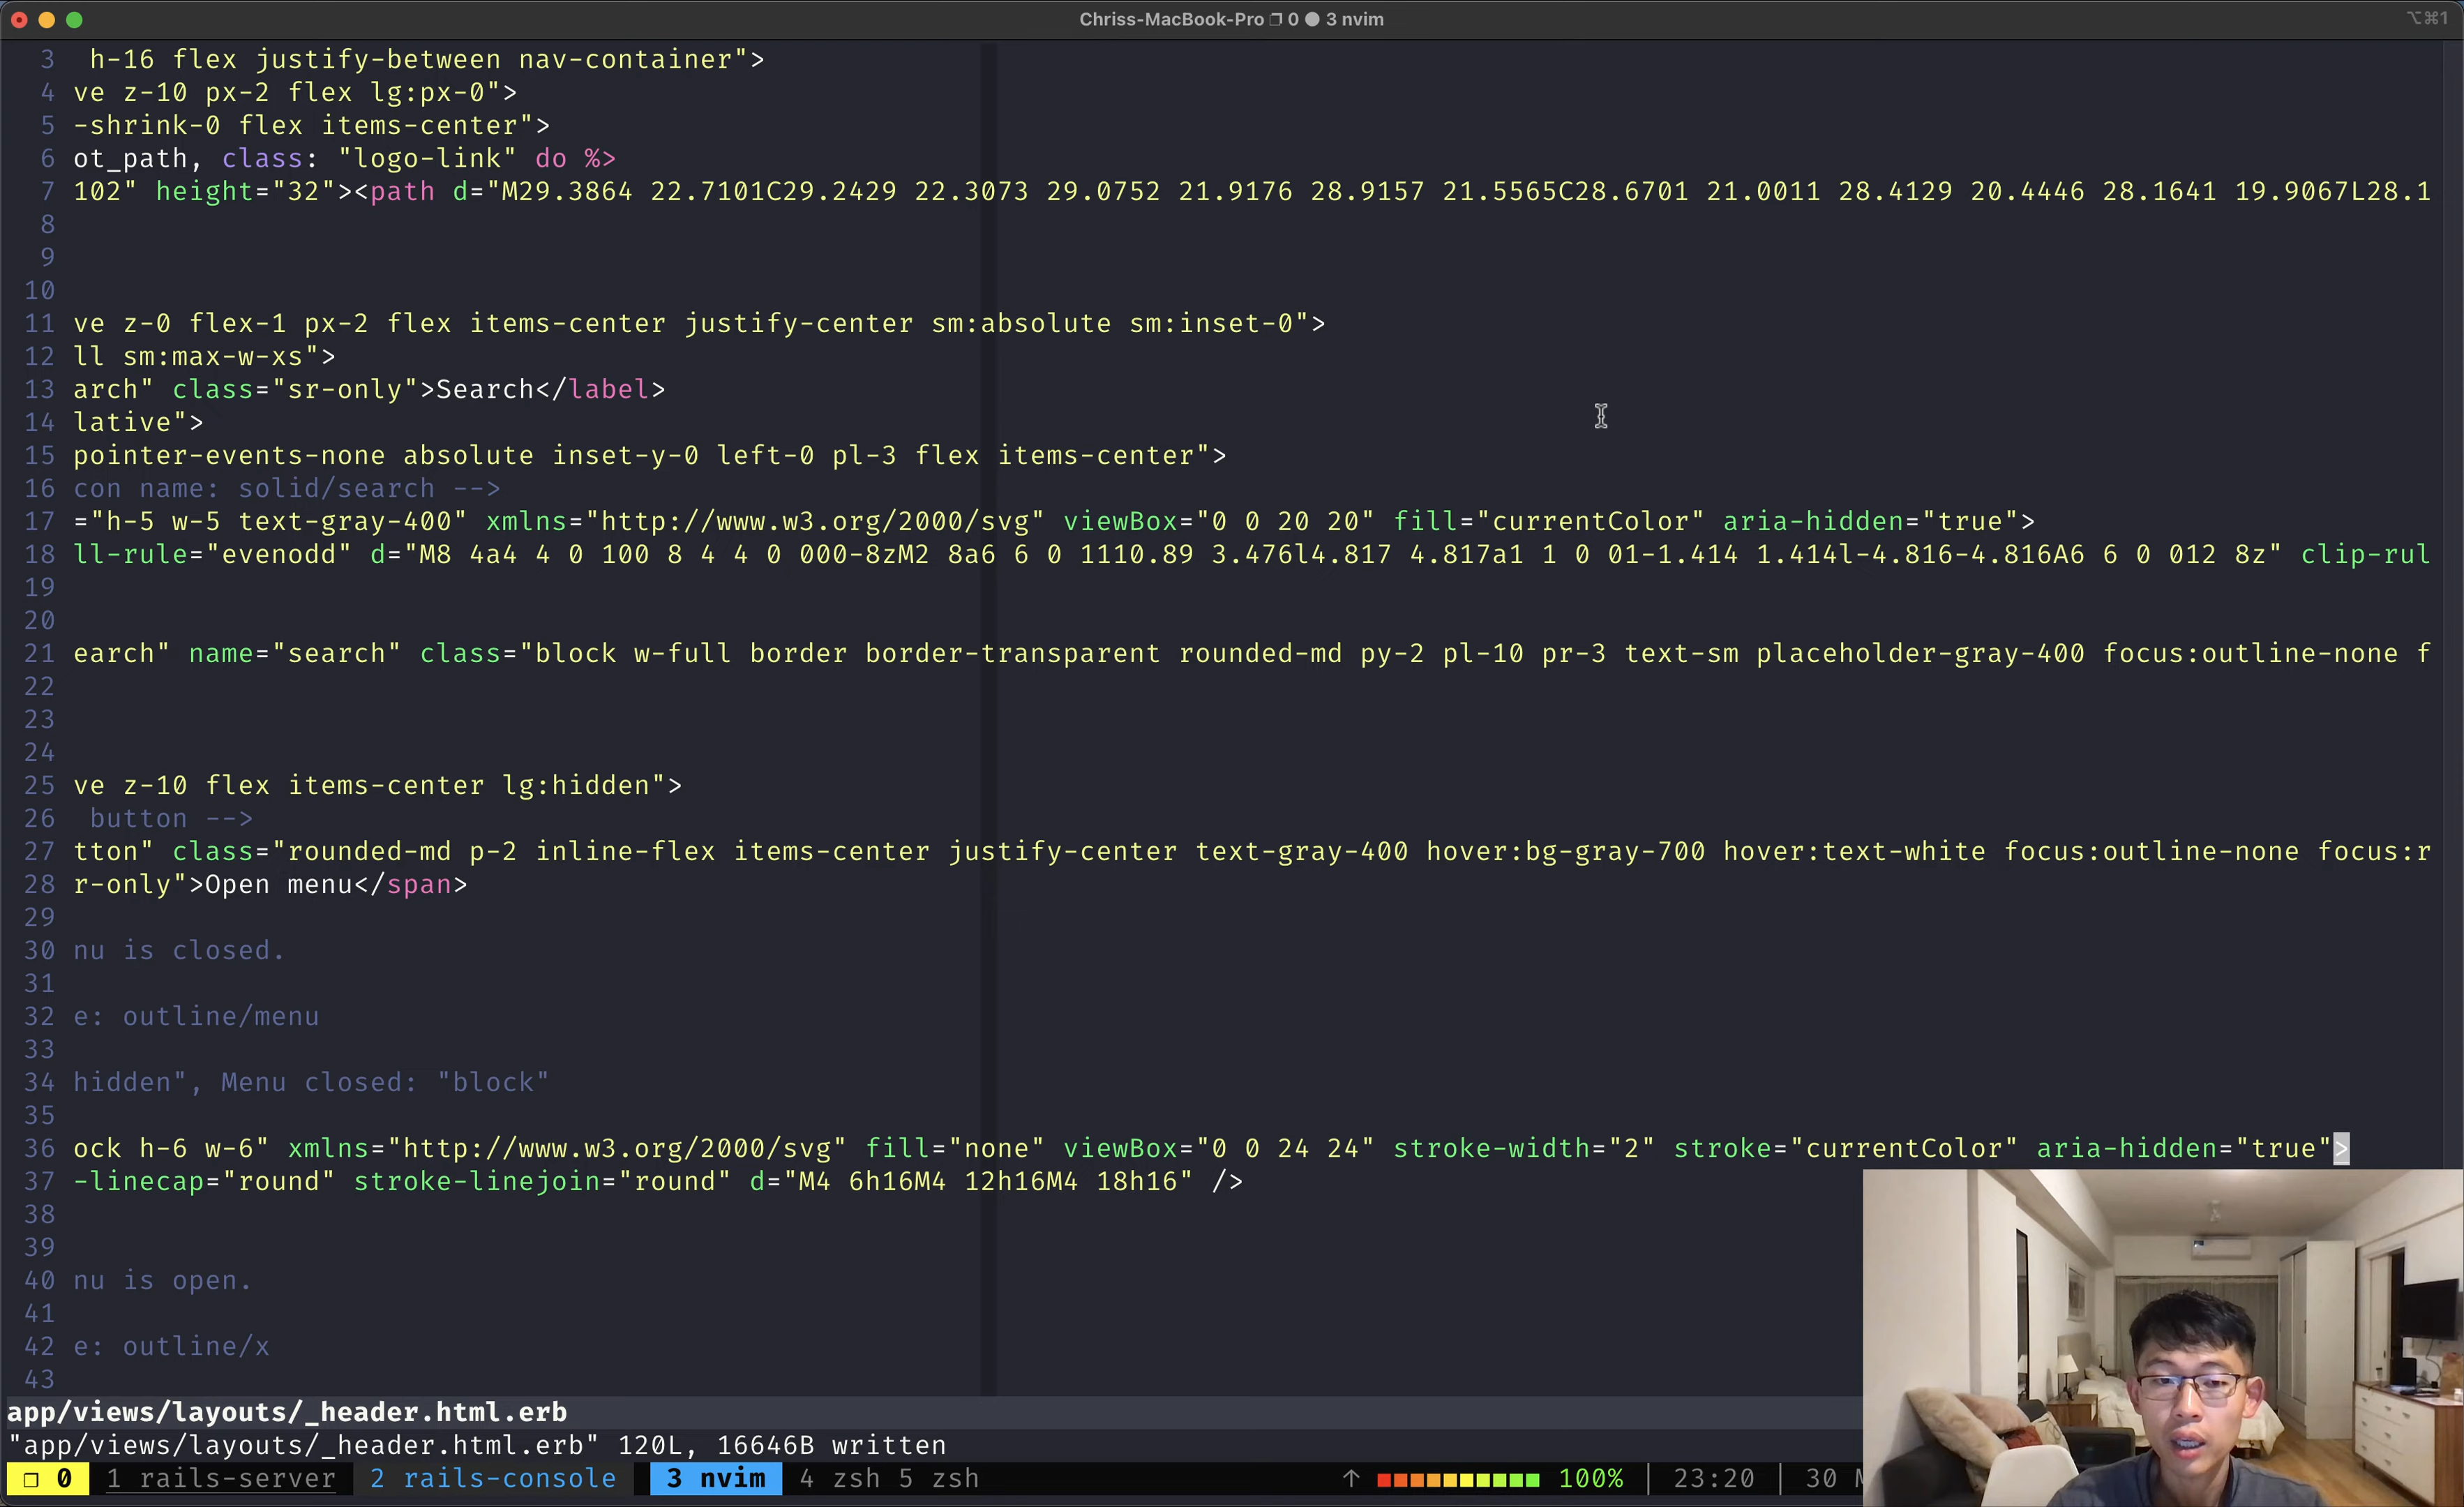 Chriss-MacBook-Pro ❐ 0 ● 3 nvim
⌥⌘1
3 h-16 flex justify-between nav-container">
4 ve z-10 px-2 flex lg:px-0">
5 -shrink-0 flex items-center">
6 ot_path, class: "logo-link" do %>
7 102" height="32"><path d="M29.3864 22.7101C29.2429 22.3073 29.0752 21.9176 28.9157 21.5565C28.6701 21.0011 28.4129 20.4446 28.1641 19.9067L28.1
8
9
10
11 ve z-0 flex-1 px-2 flex items-center justify-center sm:absolute sm:inset-0">
12 ll sm:max-w-xs">
13 arch" class="sr-only">Search</label>
14 lative">
15 pointer-events-none absolute inset-y-0 left-0 pl-3 flex items-center">
16 con name: solid/search -->
17 ="h-5 w-5 text-gray-400" xmlns="http://www.w3.org/2000/svg" viewBox="0 0 20 20" fill="currentColor" aria-hidden="true">
18 ll-rule="evenodd" d="M8 4a4 4 0 100 8 4 4 0 000-8zM2 8a6 6 0 1110.89 3.476l4.817 4.817a1 1 0 01-1.414 1.414l-4.816-4.816A6 6 0 012 8z" clip-rul
19
20
21 earch" name="search" class="block w-full border border-transparent rounded-md py-2 pl-10 pr-3 text-sm placeholder-gray-400 focus:outline-none f
22
23
24
25 ve z-10 flex items-center lg:hidden">
26 button -->
27 tton" class="rounded-md p-2 inline-flex items-center justify-center text-gray-400 hover:bg-gray-700 hover:text-white focus:outline-none focus:r
28 r-only">Open menu</span>
29
30 nu is closed.
31
32 e: outline/menu
33
34 hidden", Menu closed: "block"
35
36 ock h-6 w-6" xmlns="http://www.w3.org/2000/svg" fill="none" viewBox="0 0 24 24" stroke-width="2" stroke="currentColor" aria-hidden="true">
37 -linecap="round" stroke-linejoin="round" d="M4 6h16M4 12h16M4 18h16" />
38
39
40 nu is open.
41
42 e: outline/x
43
app/views/layouts/_header.html.erb
"app/views/layouts/_header.html.erb" 120L, 16646B written
❐ 0 1 rails-server 2 rails-console 3 nvim 4 zsh 5 zsh ↑ 100% | 23:20 | 30